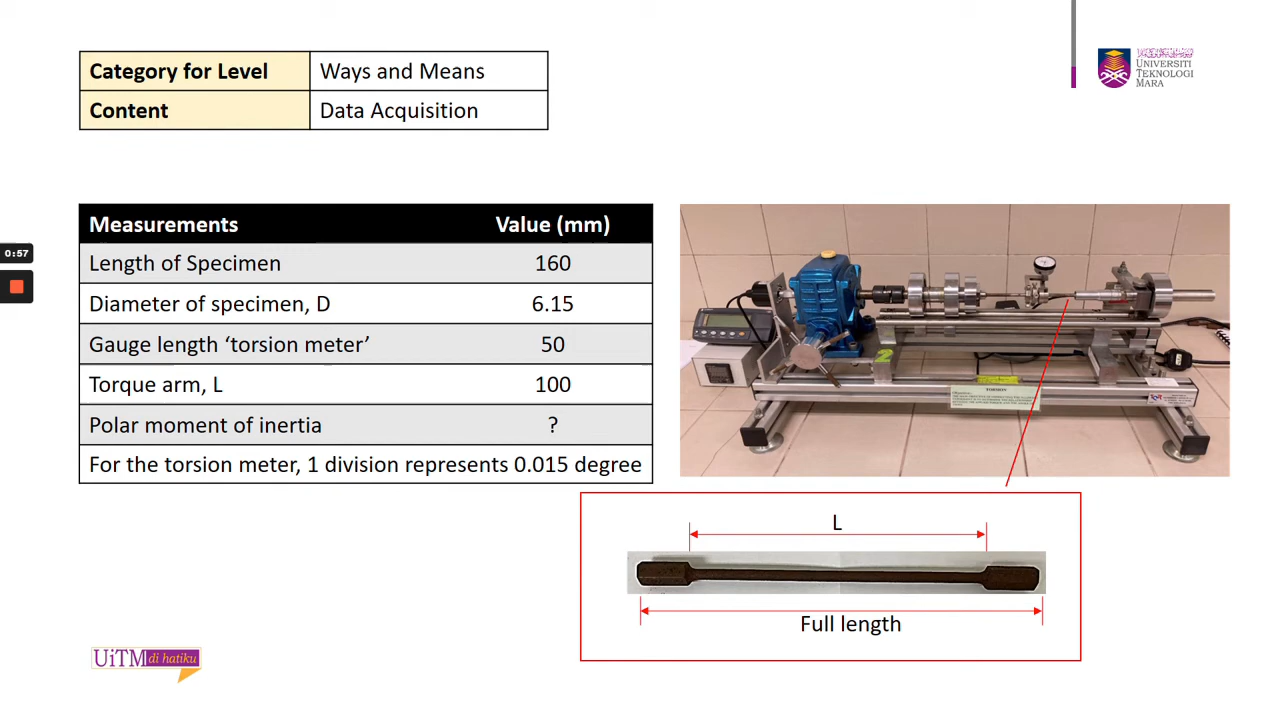 Category for Level Ways and Means
Content Data Acquisition
UNIVERSITI
TEKNOLOGI
MARA
Measurements Value (mm)
Length of Specimen 160
Diameter of specimen, D 6.15
Gauge length ‘torsion meter’ 50
Torque arm, L 100
Polar moment of inertia ?
For the torsion meter, 1 division represents 0.015 degree
0:57
2
TORSION
L
Full length
UiTM di hatiku